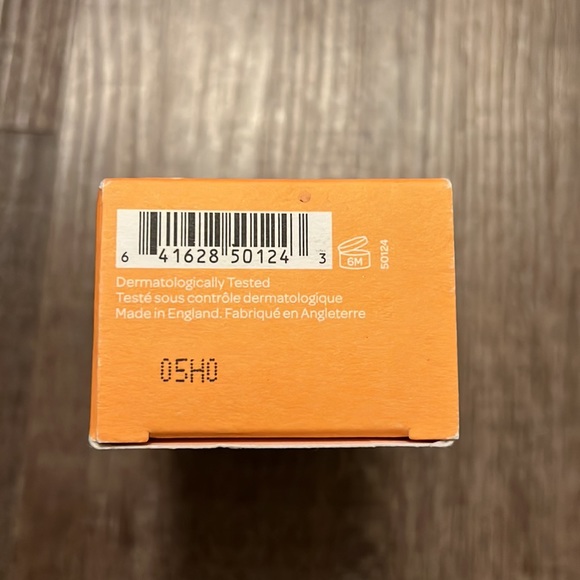 6 41628 50124 3
6M
50124
Dermatologically Tested
Testé sous contrôle dermatologique
Made in England. Fabriqué en Angleterre
05H0